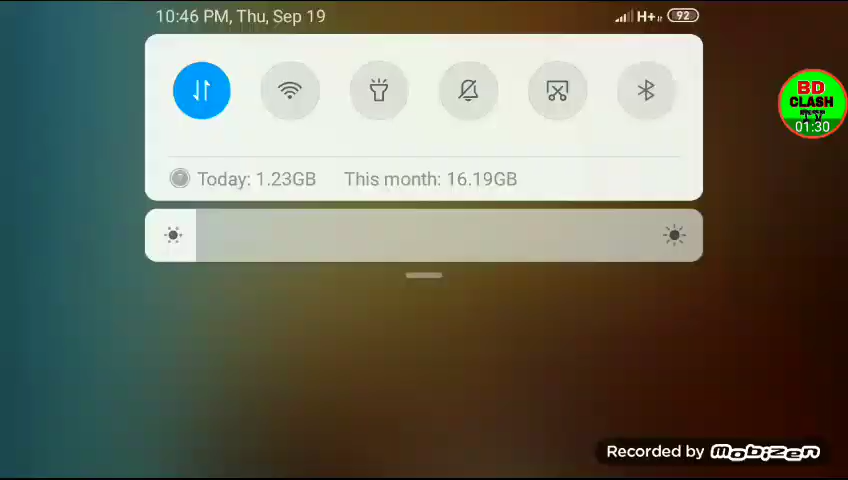 10:46 PM, Thu, Sep 19
H+
92
BD
CLASH
TV
01:30
Today: 1.23GB This month: 16.19GB
Recorded by MOBIZEN